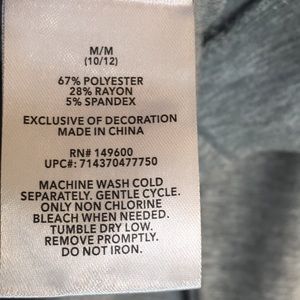 M/M
(10/12)
67% POLYESTER
28% RAYON
5% SPANDEX
EXCLUSIVE OF DECORATION
MADE IN CHINA
RN# 149600
UPC#: 714370477750
MACHINE WASH COLD
SEPARATELY. GENTLE CYCLE.
ONLY NON CHLORINE
BLEACH WHEN NEEDED.
TUMBLE DRY LOW.
REMOVE PROMPTLY.
DO NOT IRON.